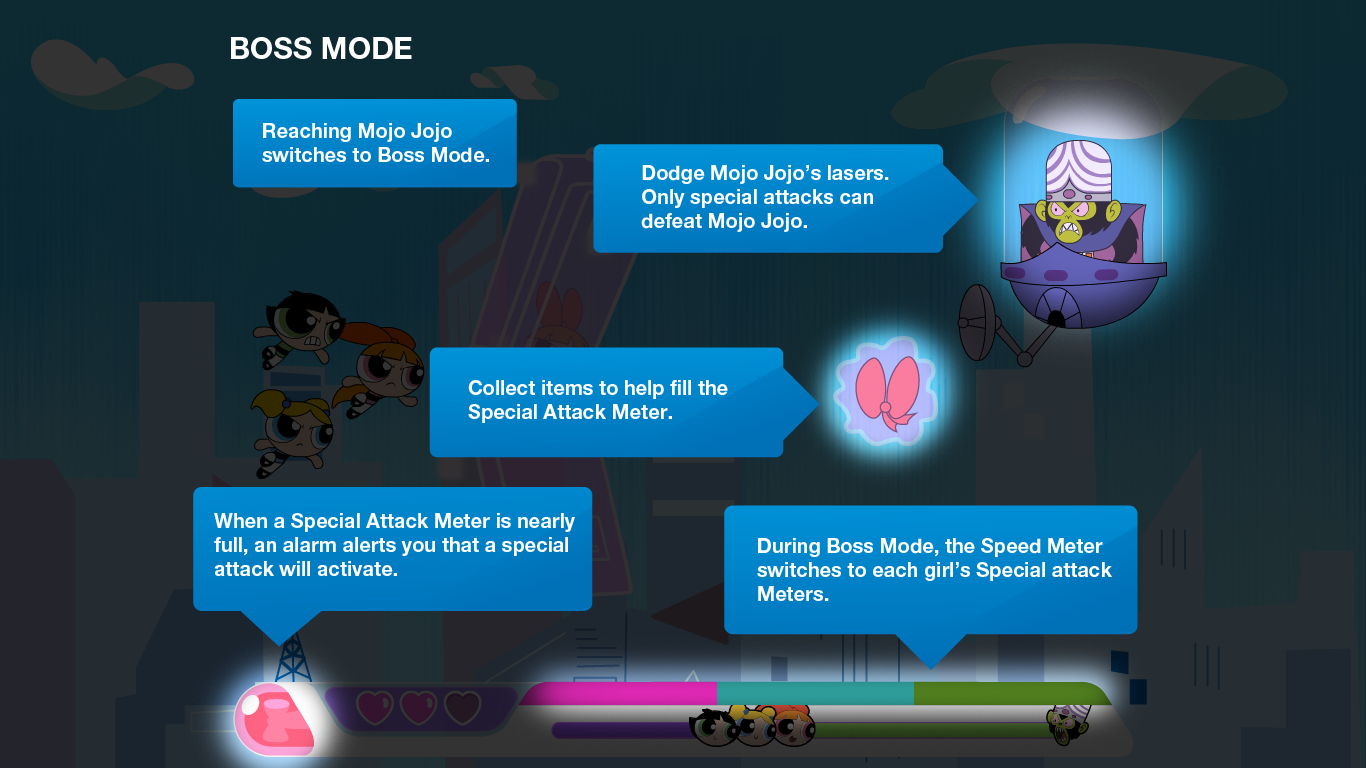 BOSS MODE
Reaching Mojo Jojo
switches to Boss Mode.
Dodge Mojo Jojo’s lasers.
Only special attacks can
defeat Mojo Jojo.
Collect items to help fill the
Special Attack Meter.
When a Special Attack Meter is nearly
full, an alarm alerts you that a special
attack will activate.
During Boss Mode, the Speed Meter
switches to each girl’s Special attack
Meters.